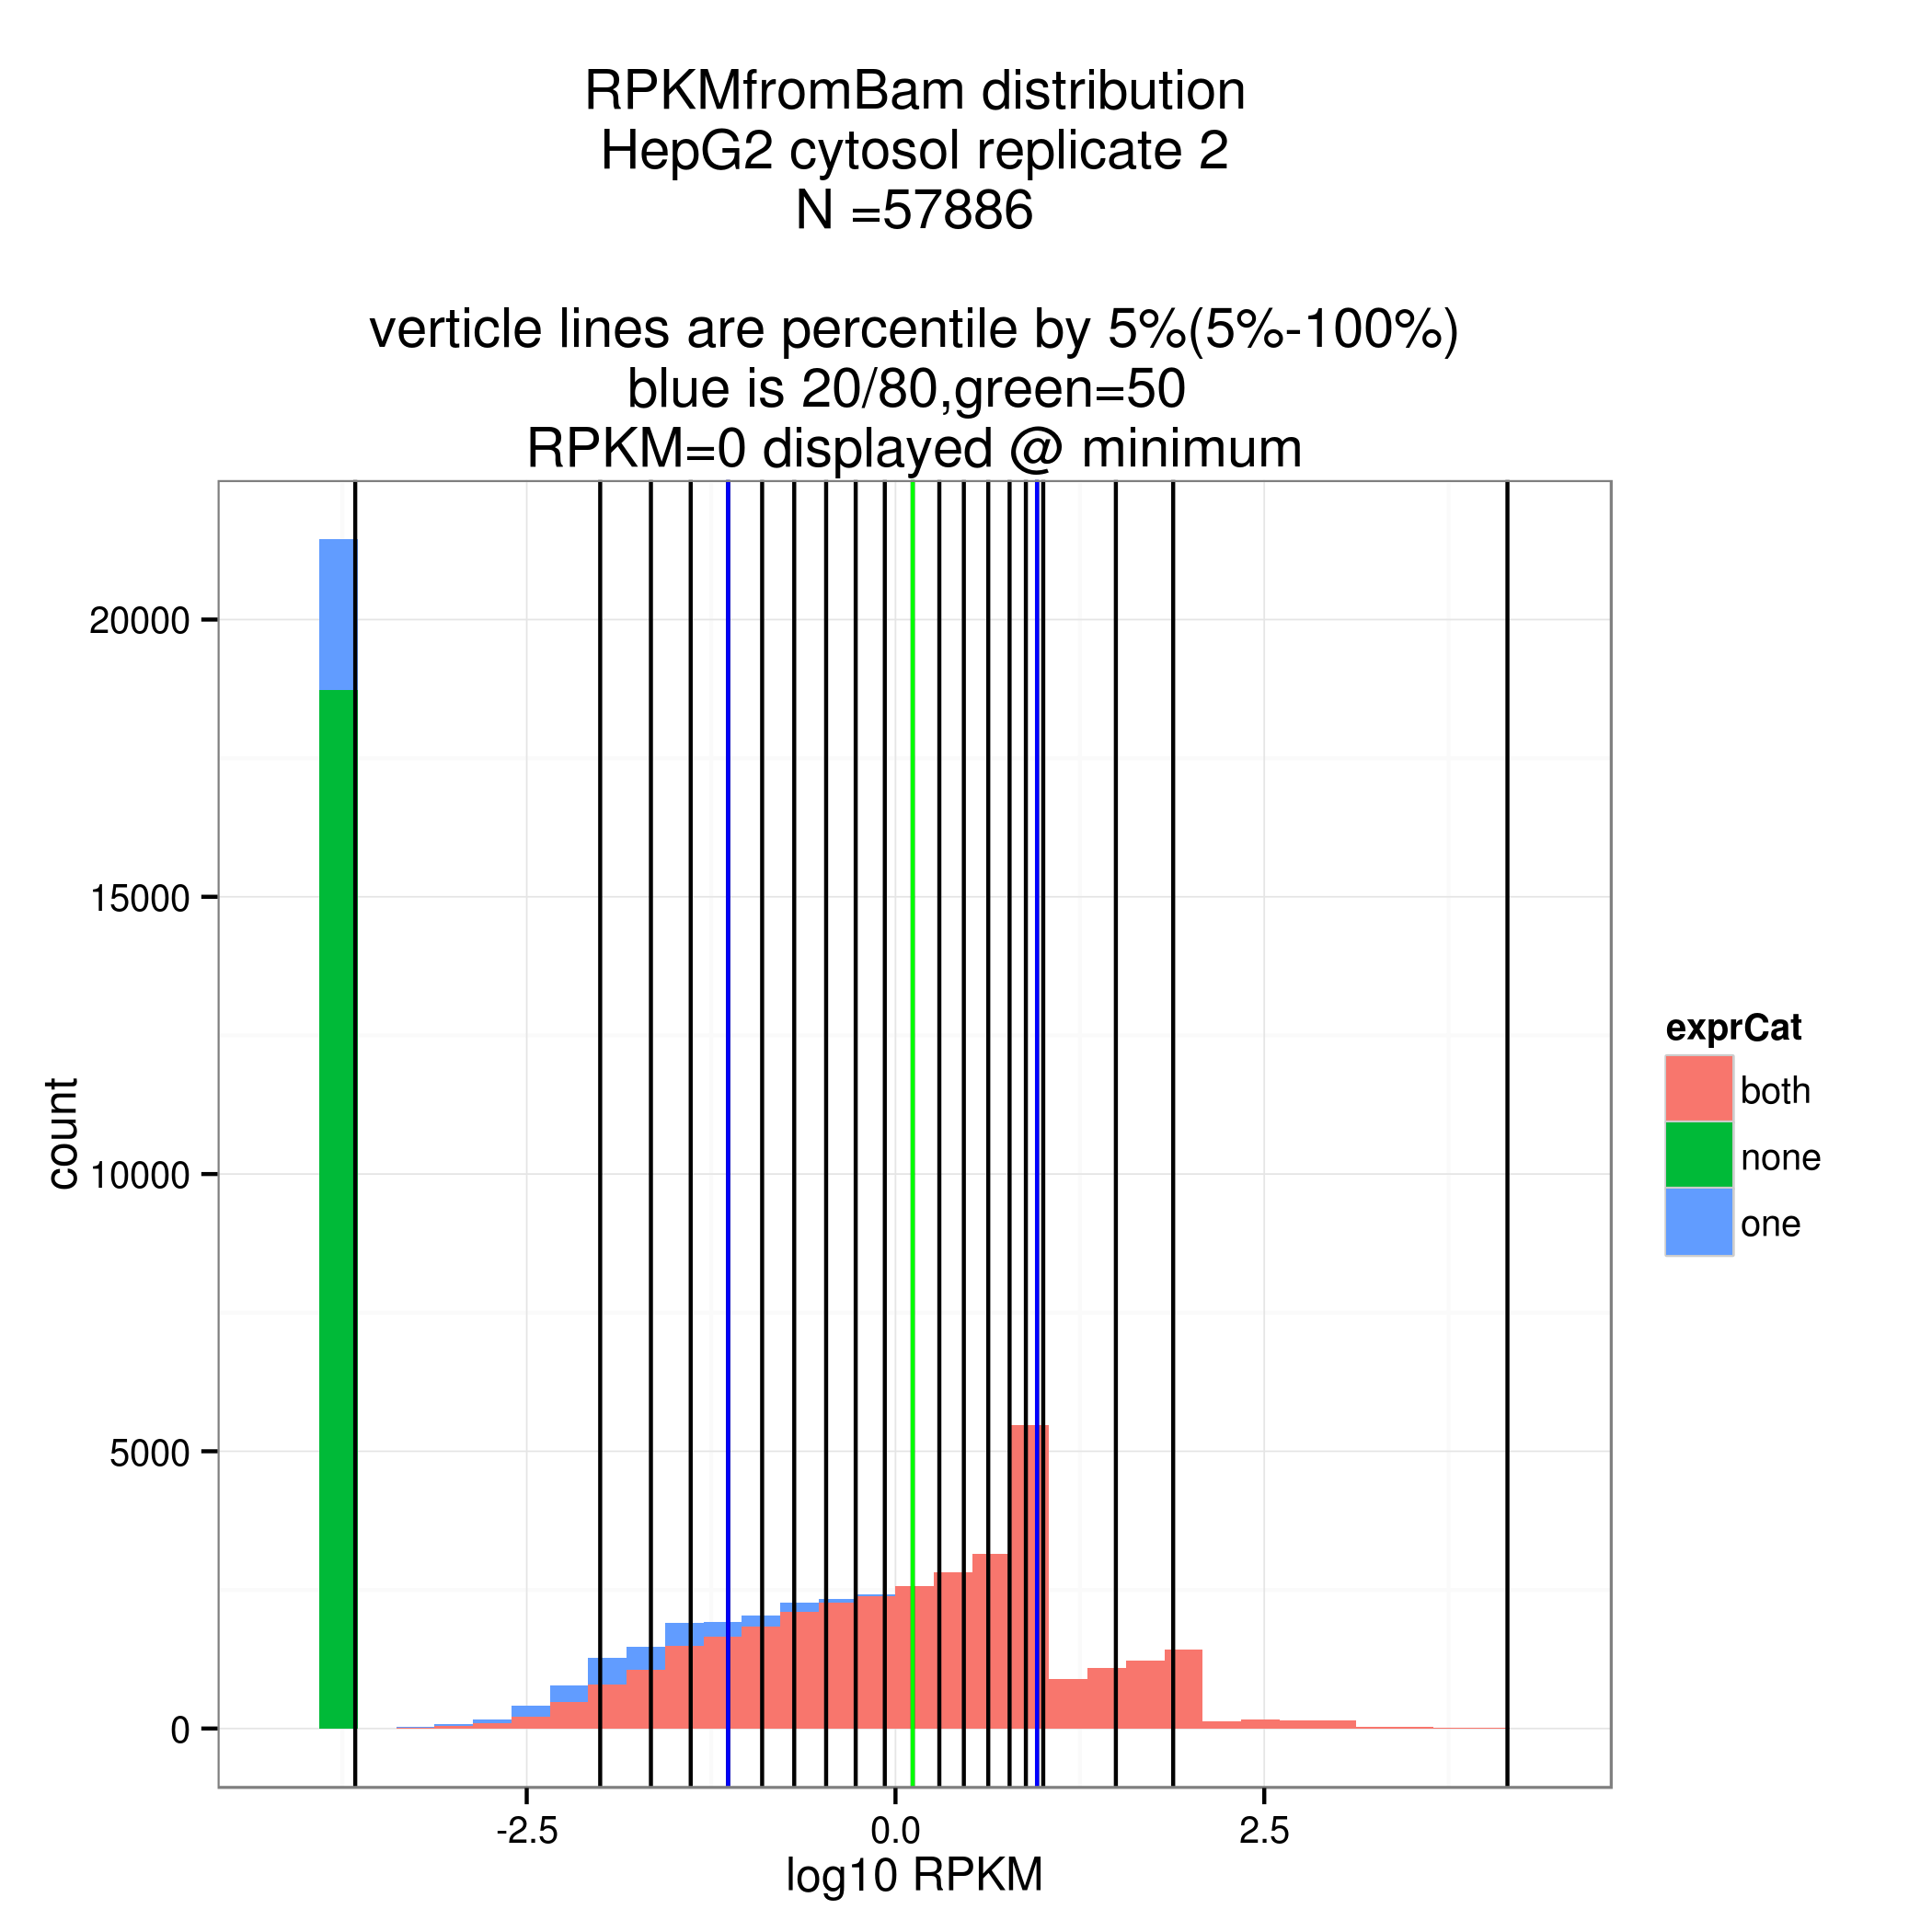 RPKMfromBam distribution
HepG2 cytosol replicate 2
N =57886
verticle lines are percentile by 5%(5%-100%)
blue is 20/80,green=50
RPKM=0 displayed @ minimum
20000
15000
10000
5000
0
count
-2.5
0.0
2.5
log10 RPKM
exprCat
both
none
one